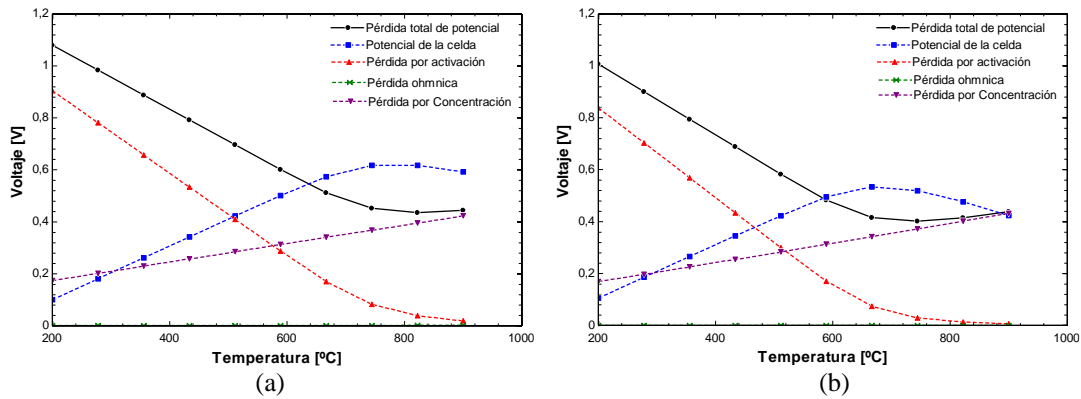 1,2
1
0,8
0,6
0,4
0,2
0
Voltaje [V]
Pérdida total de potencial
Potencial de la celda
Pérdida por activación
Pérdida ohmnica
Pérdida por Concentración
200 400 600 800 1000
Temperatura [ºC]
(a)
1,2
1
0,8
0,6
0,4
0,2
0
Voltaje [V]
Pérdida total de potencial
Potencial de la celda
Pérdida por activación
Pérdida ohmnica
Pérdida por Concentración
200 400 600 800 1000
Temperatura [ºC]
(b)